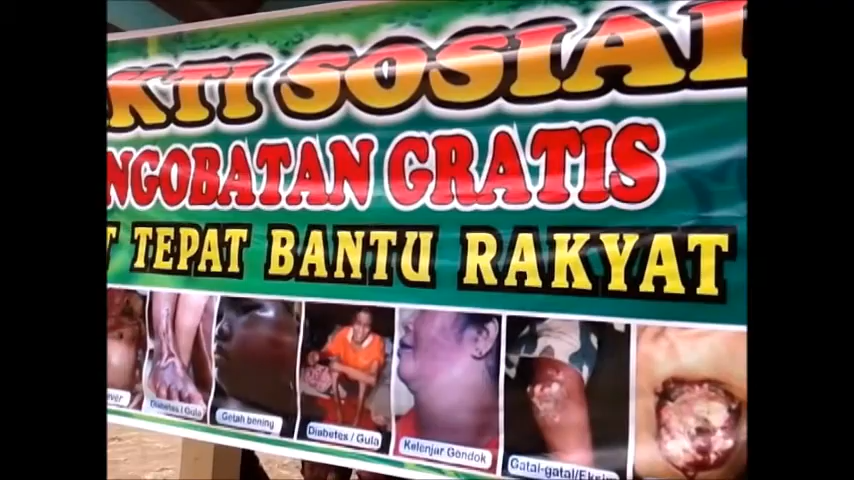 KTI SOSIAL
NGOBATAN GRATIS
T TEPAT BANTU RAKYAT
Diabetes / Gula
Getah bening
Diabetes / Gula
Kelenjar Gondok
Gatal-gatal/Eksim